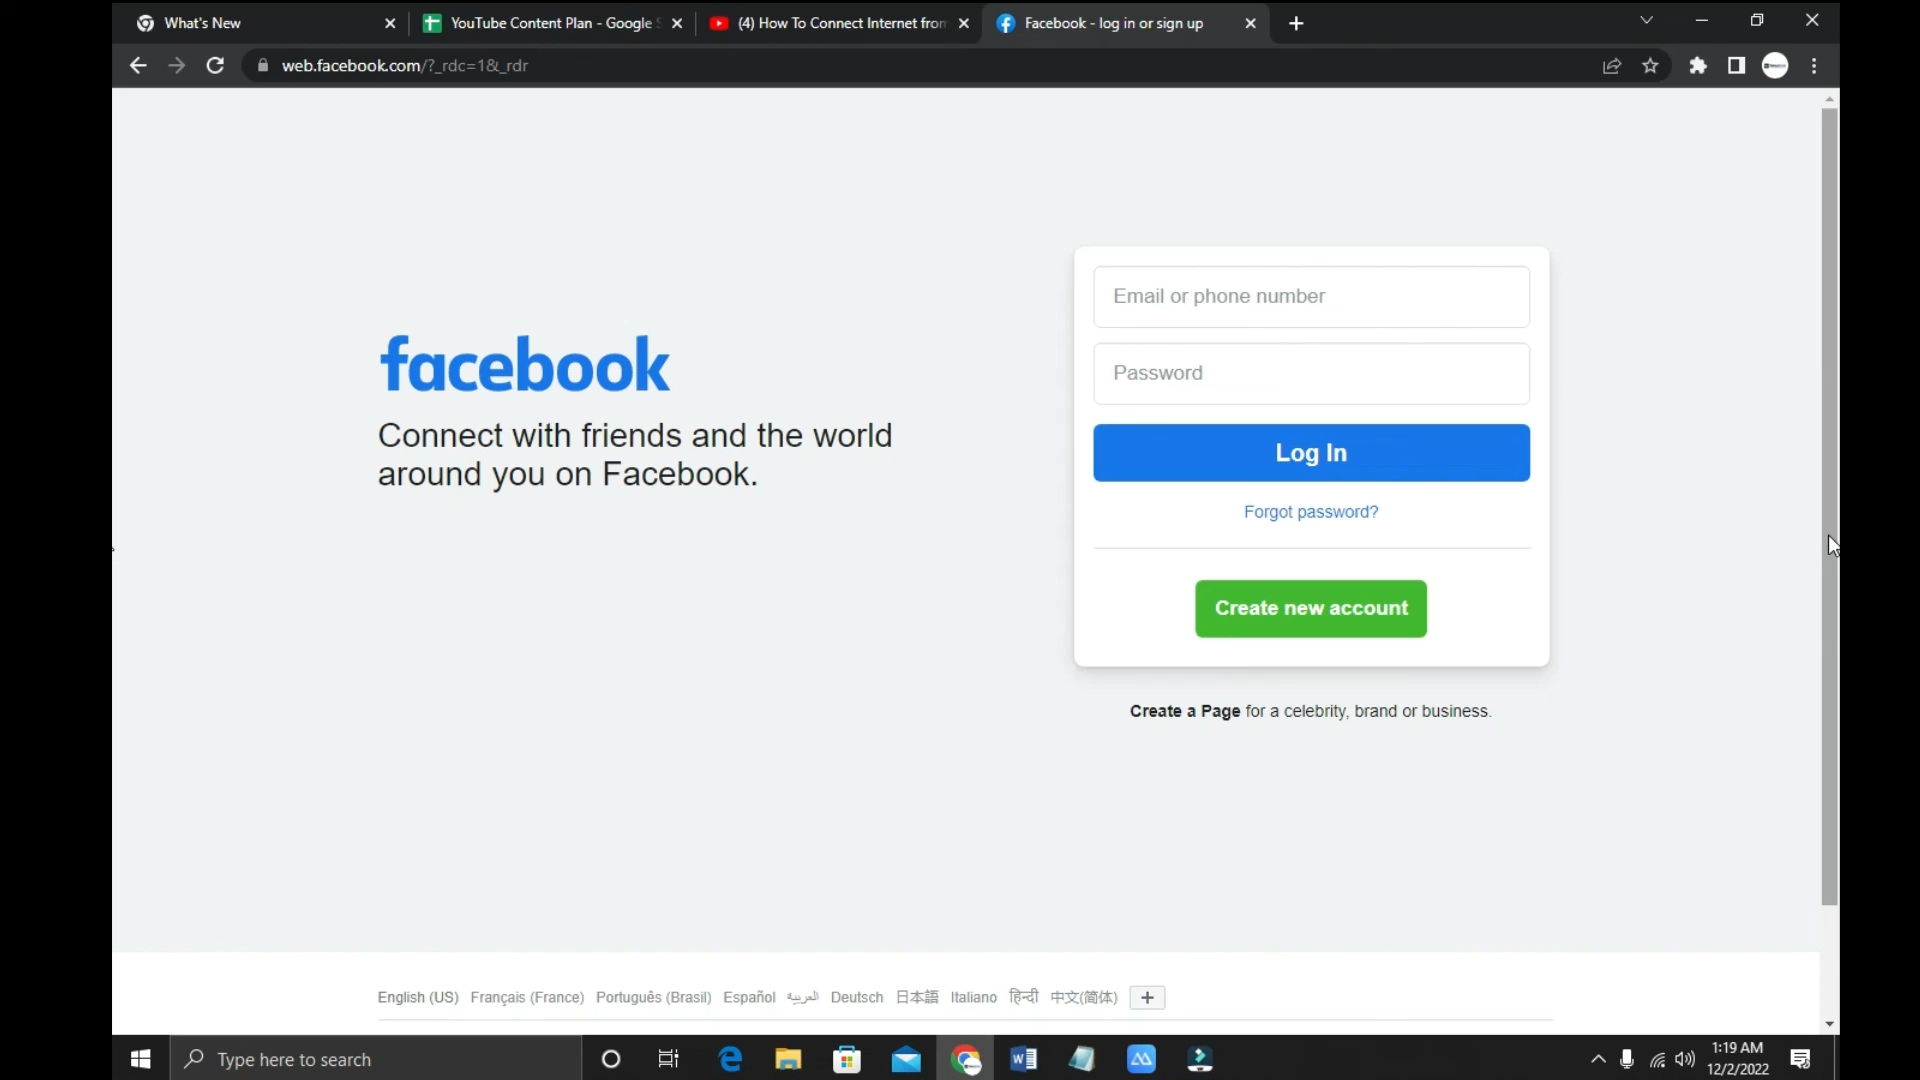 What's New
YouTube Content Plan - Google S
(4) How To Connect Internet from
Facebook - log in or sign up
web.facebook.com/?_rdc=1&_rdr
facebook
Connect with friends and the world
around you on Facebook.
Email or phone number
Password
Log In
Forgot password?
Create new account
Create a Page for a celebrity, brand or business.
English (US) Français (France) Português (Brasil) Español العربية Deutsch 日本語 Italiano हिन्दी 中文(简体) +
Type here to search
1:19 AM
12/2/2022